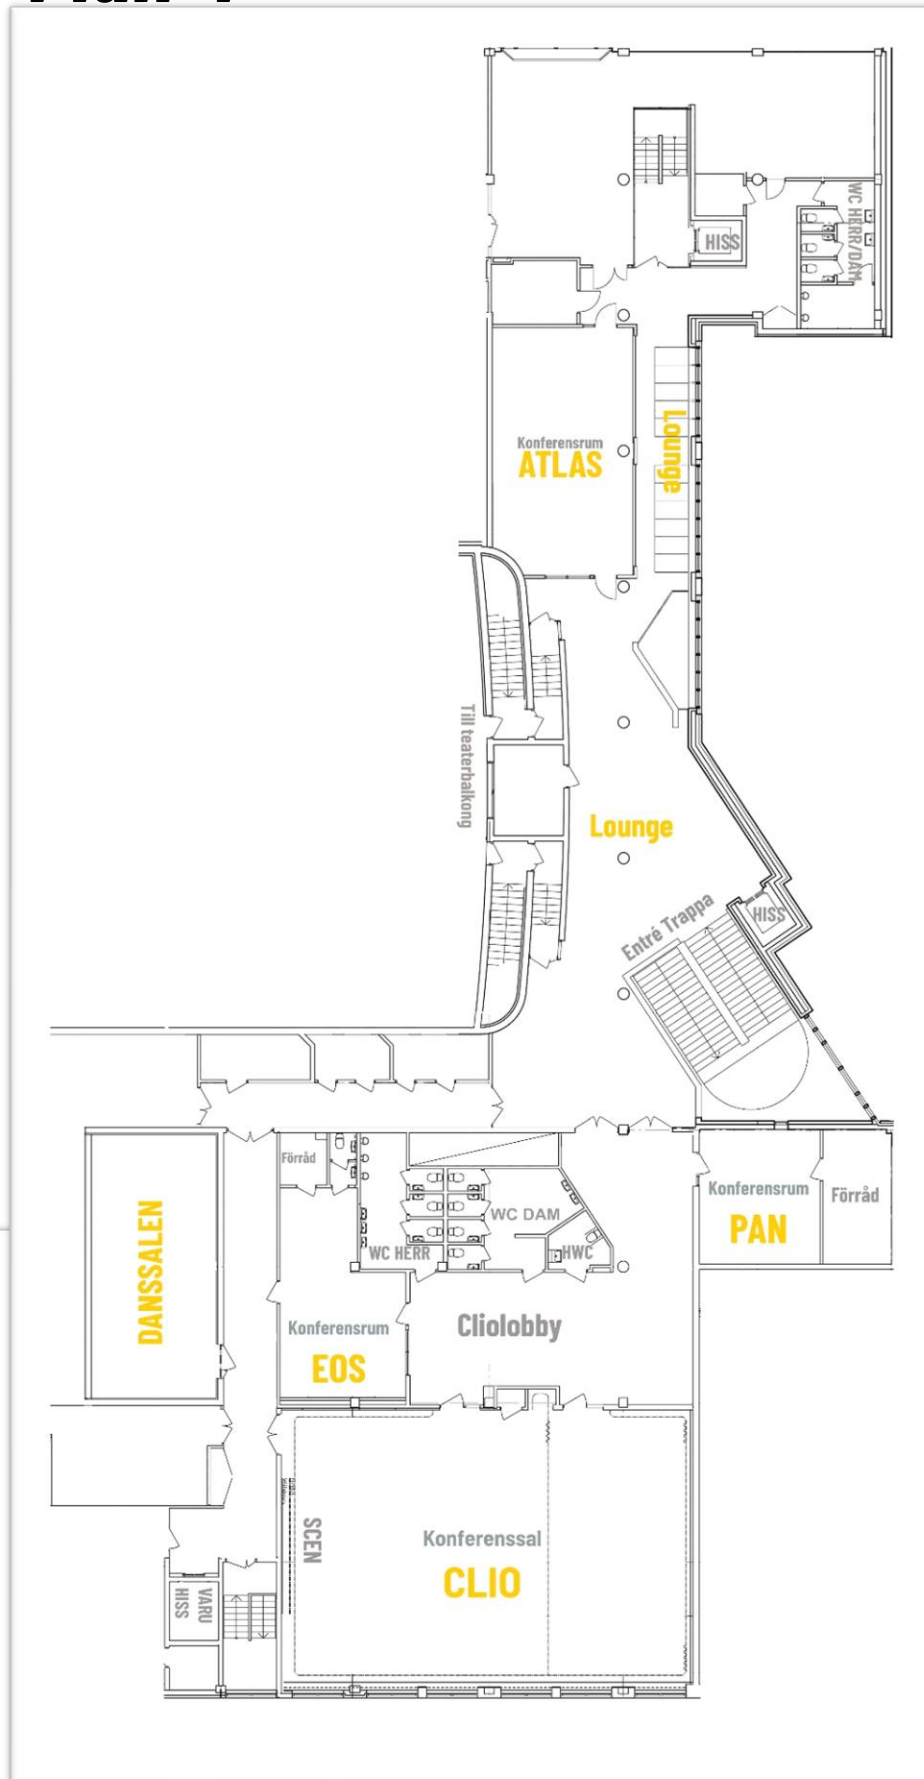 HISS
WC HERR/DAM
Konferensrum
ATLAS
Lounge
Till teaterbalkong
Lounge
Entré Trappa
HISS
Förråd
WC HERR
WC DAM
HWC
Konferensrum
PAN
Förråd
DANSSALEN
Konferensrum
EOS
Cliolobby
SCEN
Konferenssal
CLIO
VARU
HISS